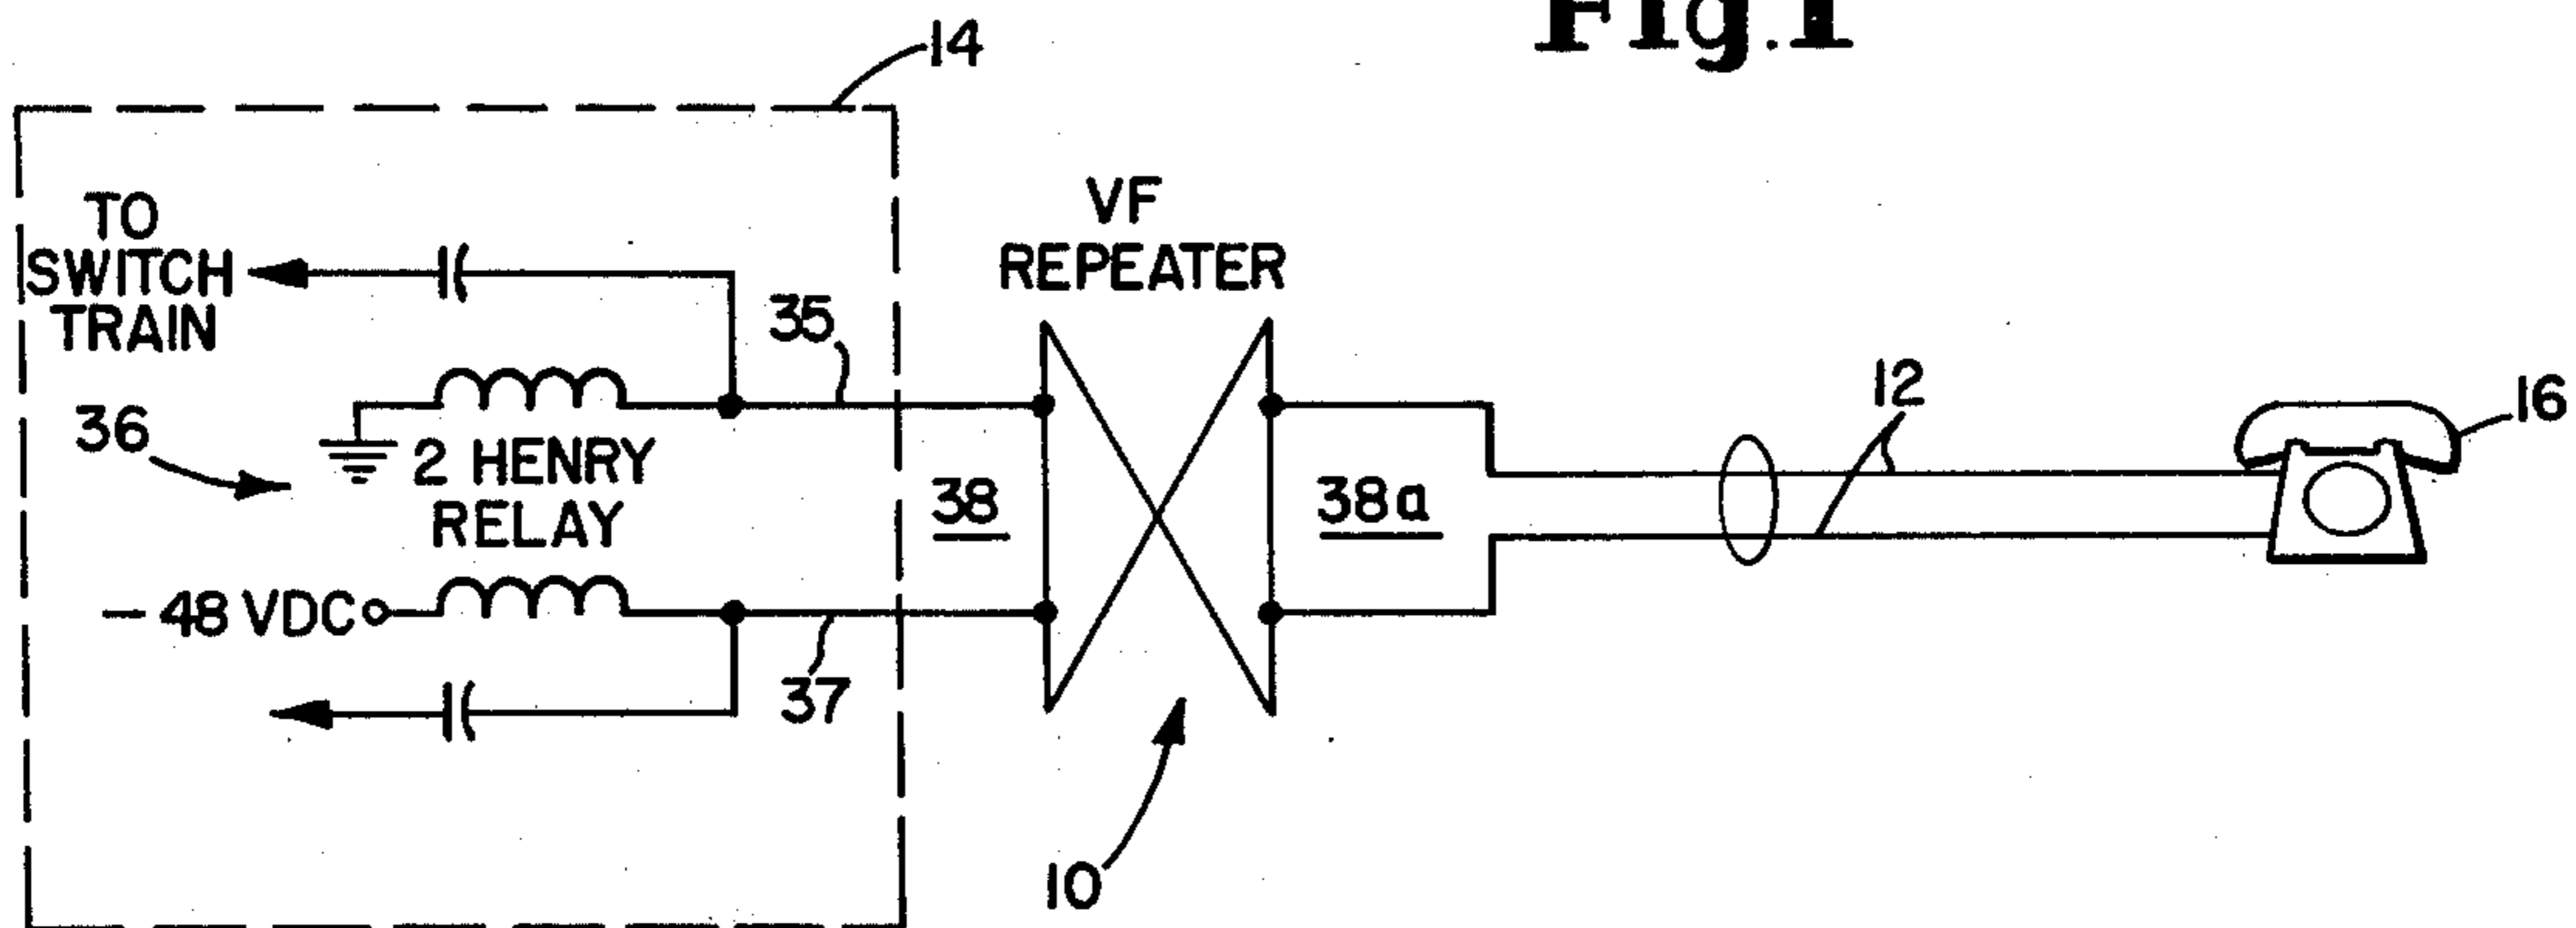 Fig.1
14
TO
SWITCH
TRAIN
VF
REPEATER
35
12
16
36
2 HENRY
RELAY
38
38a
- 48 VDC
37
10